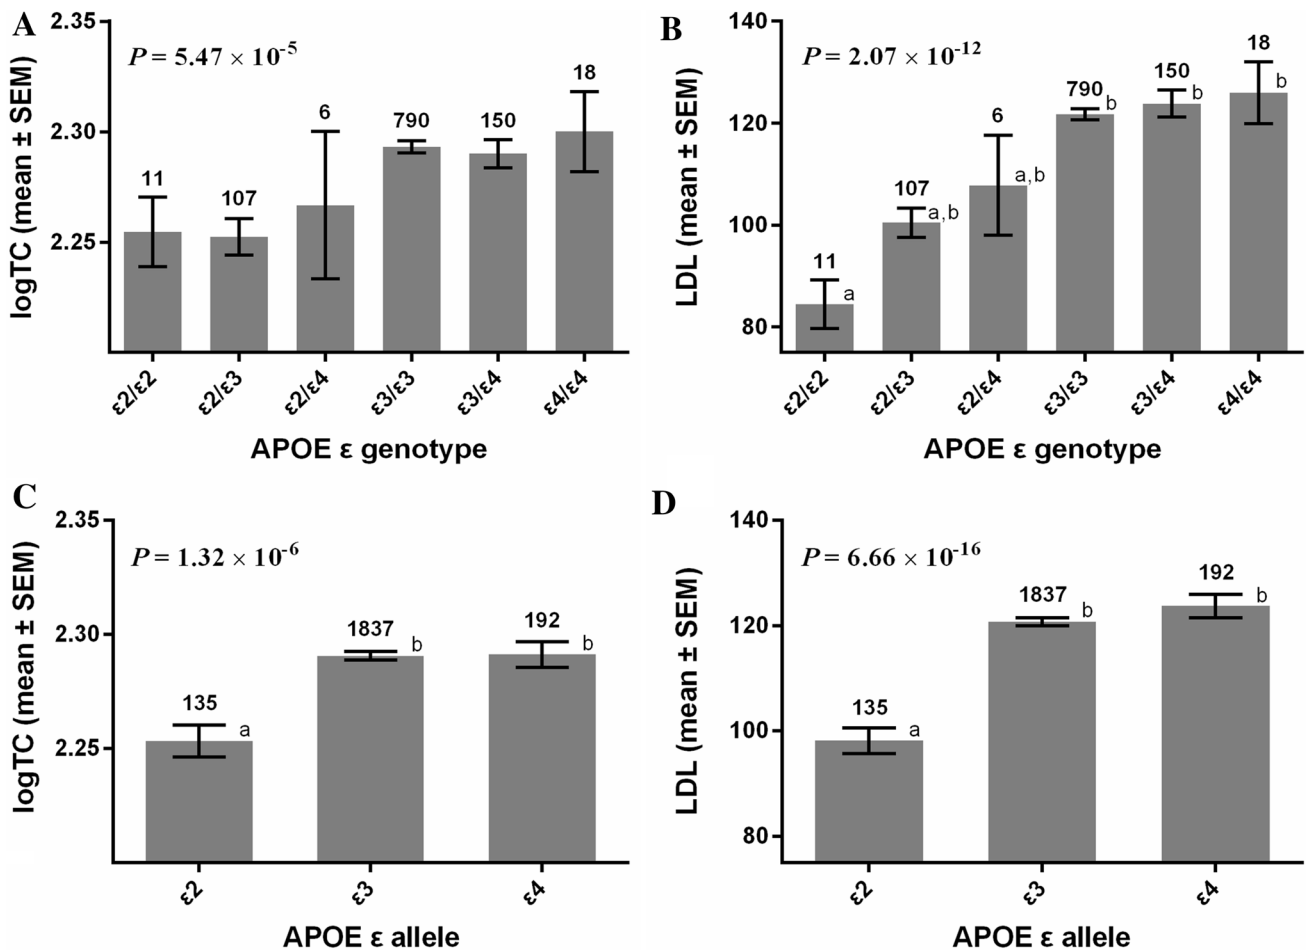 A
logTC (mean ± SEM)
2.35
2.30
2.25
P = 5.47 × 10-5
11
107
6
790
150
18
ε2/ε2
ε2/ε3
ε2/ε4
ε3/ε3
ε3/ε4
ε4/ε4
APOE ε genotype
B
LDL (mean ± SEM)
140
120
100
80
P = 2.07 × 10-12
11
a
107
a,b
6
a,b
790
b
150
b
18
b
ε2/ε2
ε2/ε3
ε2/ε4
ε3/ε3
ε3/ε4
ε4/ε4
APOE ε genotype
C
logTC (mean ± SEM)
2.35
2.30
2.25
P = 1.32 × 10-6
135
a
1837
b
192
b
ε2
ε3
ε4
APOE ε allele
D
LDL (mean ± SEM)
140
120
100
80
P = 6.66 × 10-16
135
a
1837
b
192
b
ε2
ε3
ε4
APOE ε allele